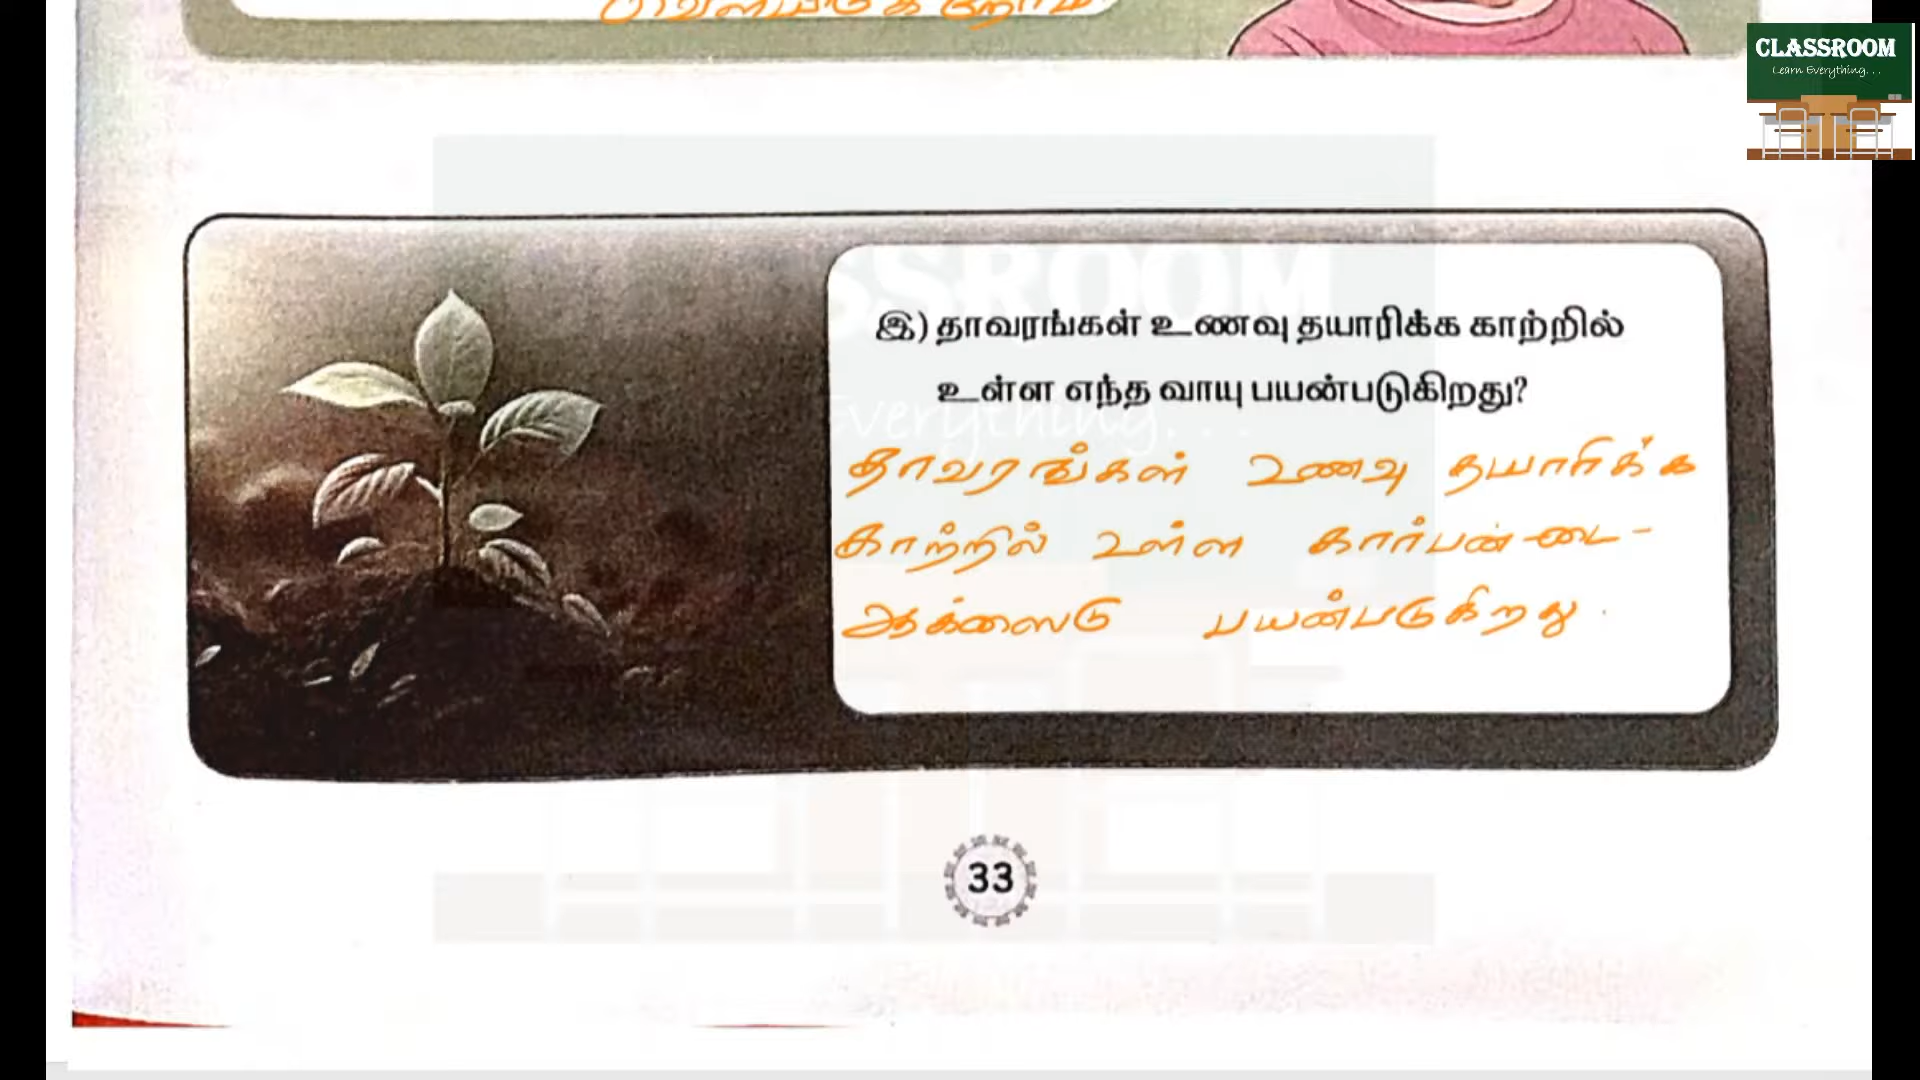 CLASSROOM
Learn Everything...
இ) தாவரங்கள் உணவு தயாரிக்க காற்றில்
உள்ள எந்த வாயு பயன்படுகிறது?
தாவரங்கள் உணவு தயாரிக்க
காற்றில் உள்ள கார்பன்-டை-
ஆக்ஸைடு பயன்படுகிறது.
33